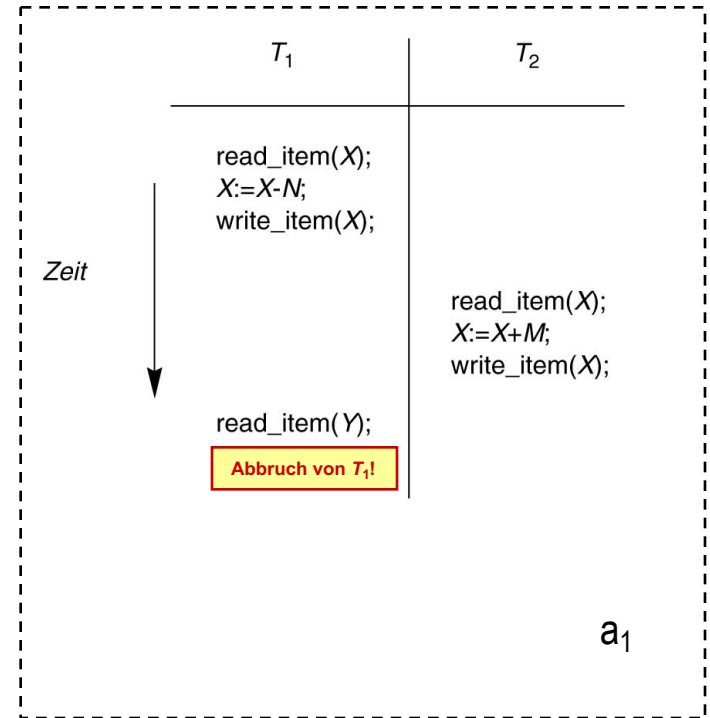 T₁ T₂
read_item(X);
X:=X-N;
write_item(X);
Zeit
read_item(X);
X:=X+M;
write_item(X);
read_item(Y);
Abbruch von T₁!
a₁